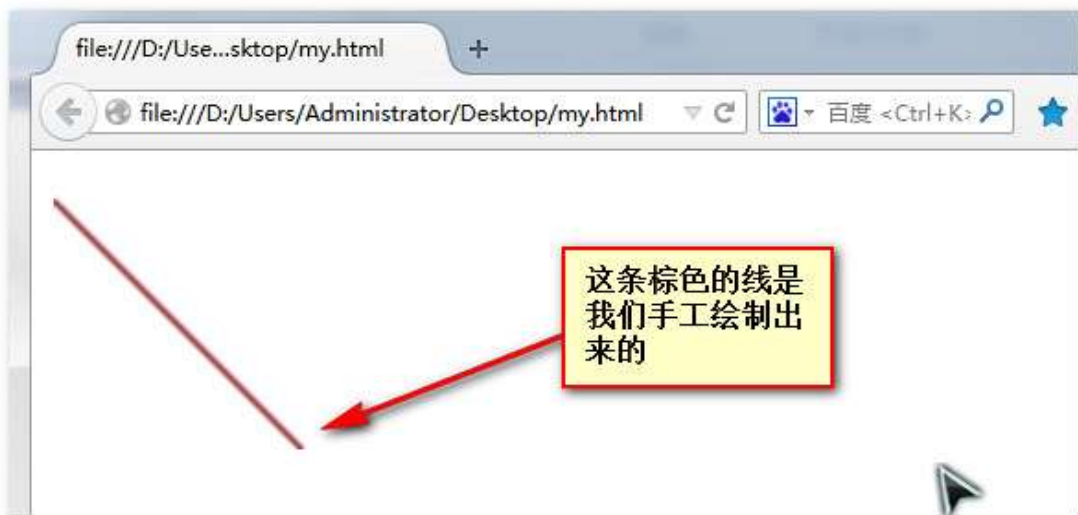 file:///D:/Use...sktop/my.html
+
file:///D:/Users/Administrator/Desktop/my.html 百度 <Ctrl+K>
这条棕色的线是
我们手工绘制出
来的